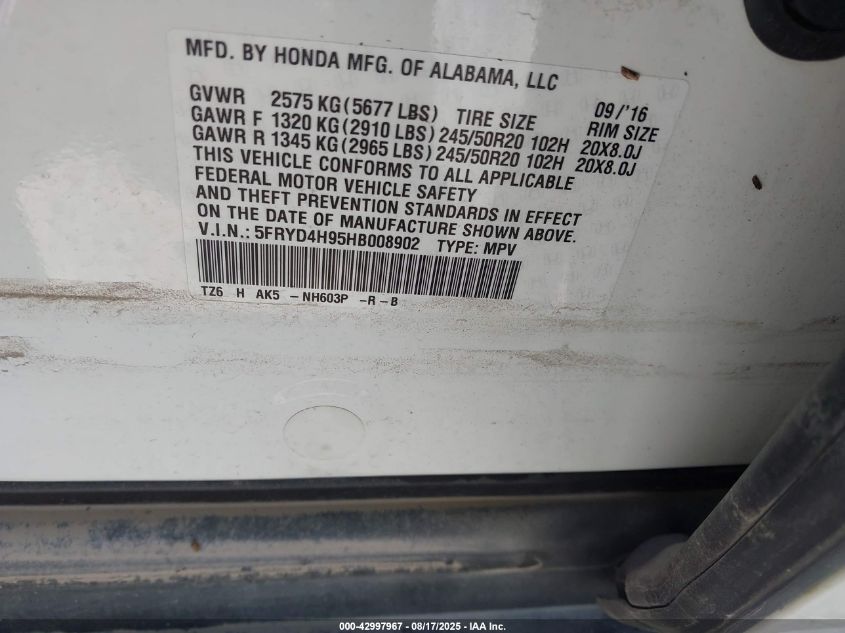 MFD. BY HONDA MFG. OF ALABAMA, LLC
09/'16
GVWR 2575 KG(5677 LBS) TIRE SIZE RIM SIZE
GAWR F 1320 KG(2910 LBS) 245/50R20 102H 20X8.0J
GAWR R 1345 KG(2965 LBS) 245/50R20 102H 20X8.0J
THIS VEHICLE CONFORMS TO ALL APPLICABLE
FEDERAL MOTOR VEHICLE SAFETY
AND THEFT PREVENTION STANDARDS IN EFFECT
ON THE DATE OF MANUFACTURE SHOWN ABOVE.
V.I.N.: 5FRYD4H95HB008902 TYPE: MPV
TZ6 H AK5 -NH603P -R-B
000-42997967 - 08/17/2025 - IAA Inc.